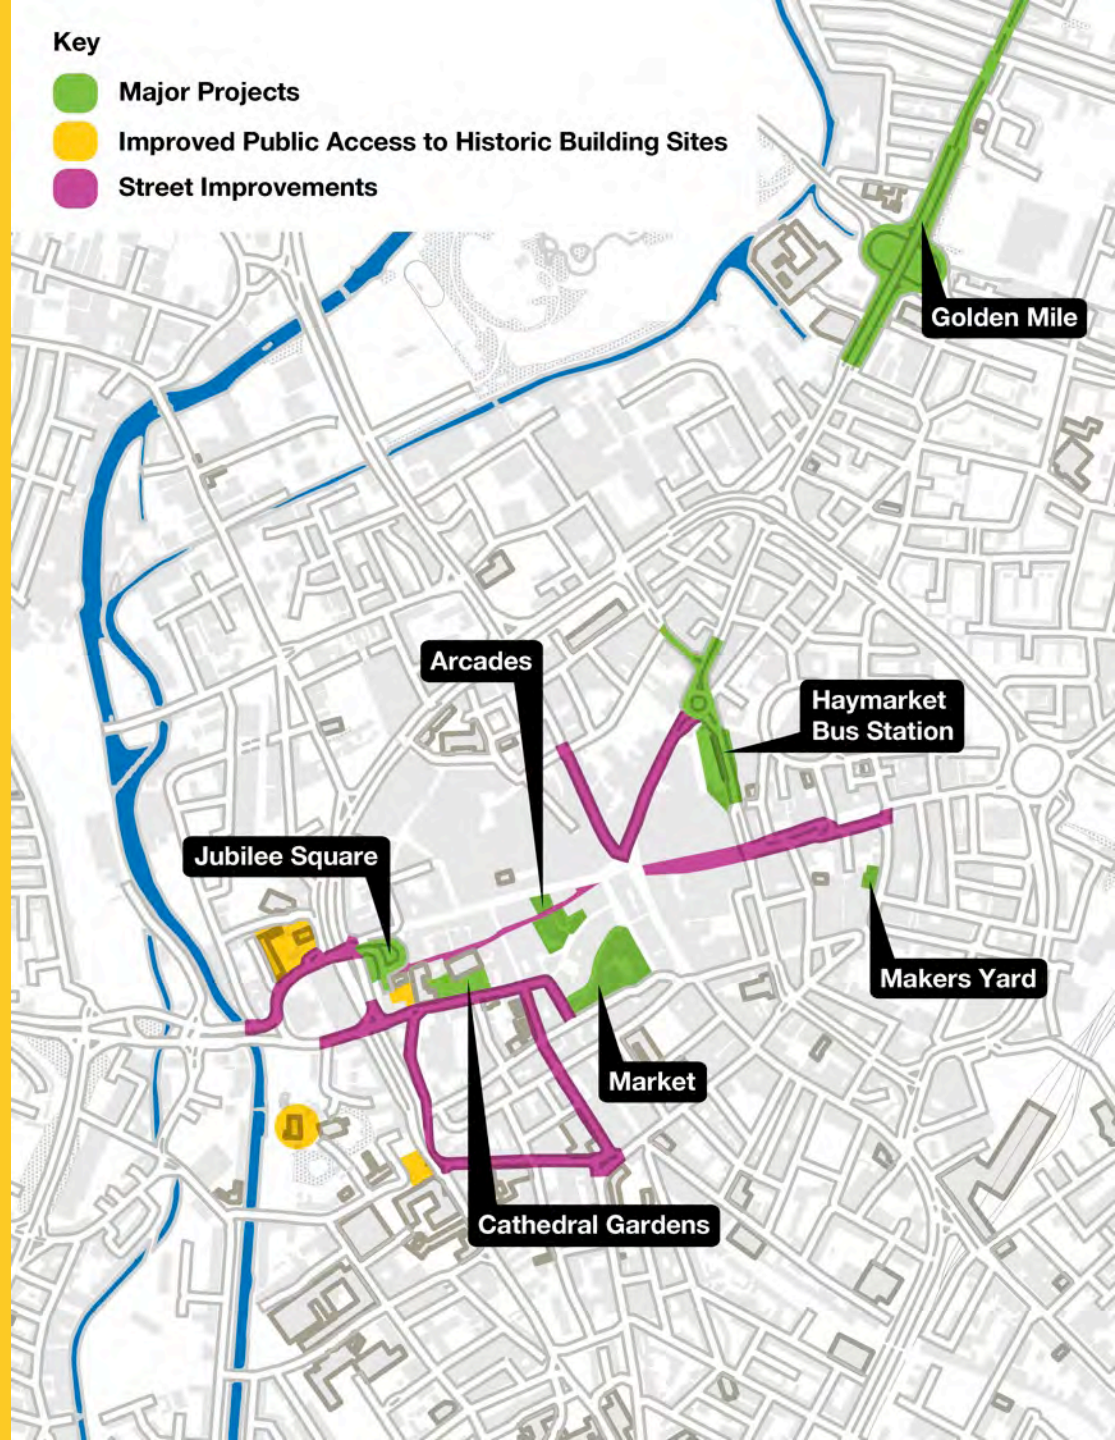 Key
Major Projects
Improved Public Access to Historic Building Sites
Street Improvements
Golden Mile
Arcades
Haymarket
Bus Station
Jubilee Square
Makers Yard
Market
Cathedral Gardens